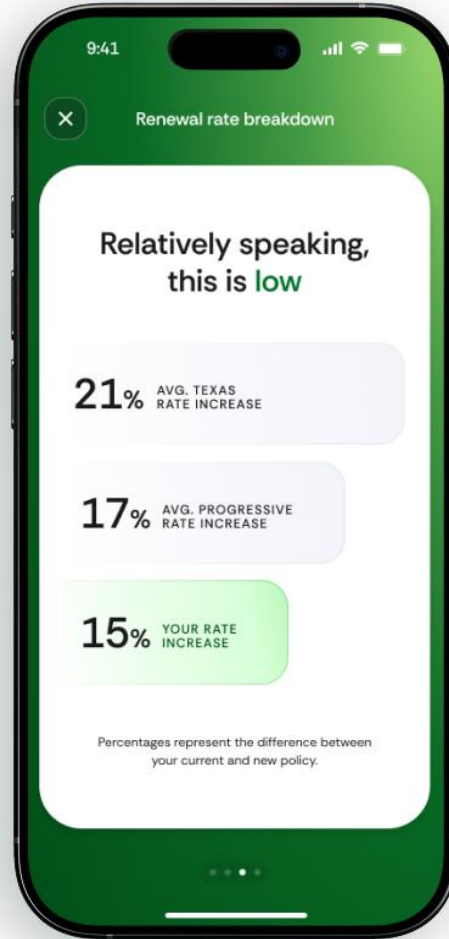 9:41
Renewal rate breakdown
Relatively speaking,
this is low
21% AVG. TEXAS
RATE INCREASE
17% AVG. PROGRESSIVE
RATE INCREASE
15% YOUR RATE
INCREASE
Percentages represent the difference between
your current and new policy.